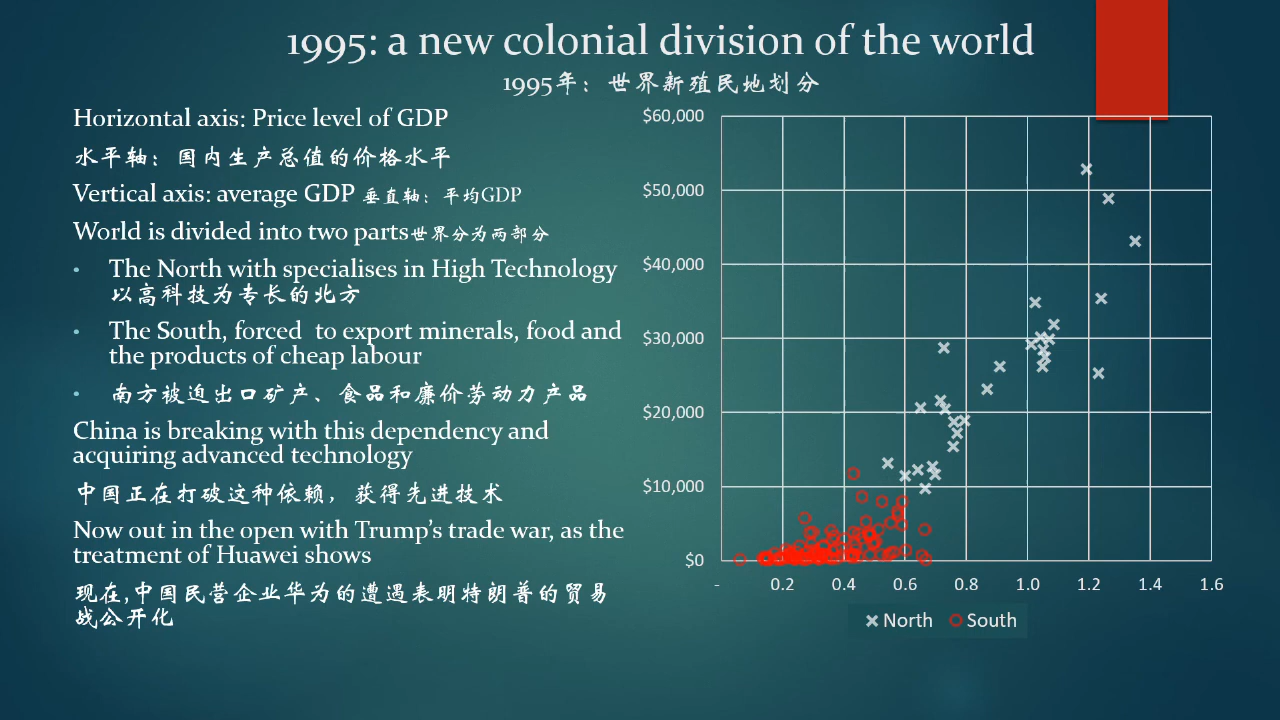 1995: a new colonial division of the world
1995年：世界新殖民地划分
Horizontal axis: Price level of GDP
水平轴：国内生产总值的价格水平
Vertical axis: average GDP 垂直轴：平均GDP
World is divided into two parts世界分为两部分
• The North with specialises in High Technology
以高科技为专长的北方
• The South, forced to export minerals, food and
the products of cheap labour
• 南方被迫出口矿产、食品和廉价劳动力产品
China is breaking with this dependency and
acquiring advanced technology
中国正在打破这种依赖，获得先进技术
Now out in the open with Trump's trade war, as the
treatment of Huawei shows
现在,中国民营企业华为的遭遇表明特朗普的贸易
战公开化
$60,000
$50,000
$40,000
$30,000
$20,000
$10,000
$0
- 0.2 0.4 0.6 0.8 1.0 1.2 1.4 1.6
North South